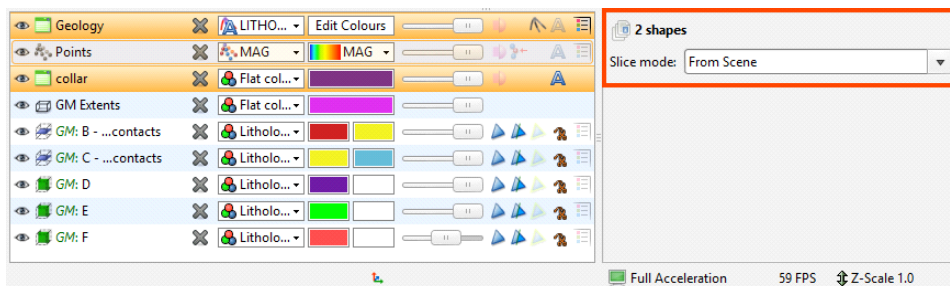 Geology LITHO... Edit Colours
Points MAG MAG
collar Flat col...
GM Extents Flat col...
GM: B - ...contacts Litholo...
GM: C - ...contacts Litholo...
GM: D Litholo...
GM: E Litholo...
GM: F Litholo...
2 shapes
Slice mode: From Scene
Full Acceleration 59 FPS Z-Scale 1.0